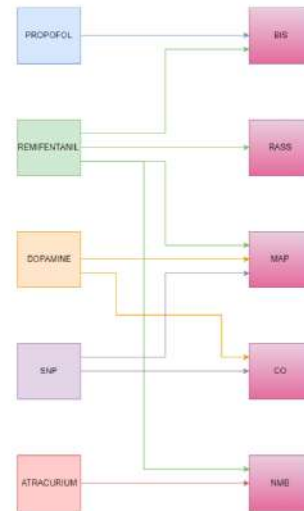 PROPOFOL
BIS
REMIFENTANIL
RASS
DOPAMINE
MAP
SNP
CO
ATRACURIUM
NMB